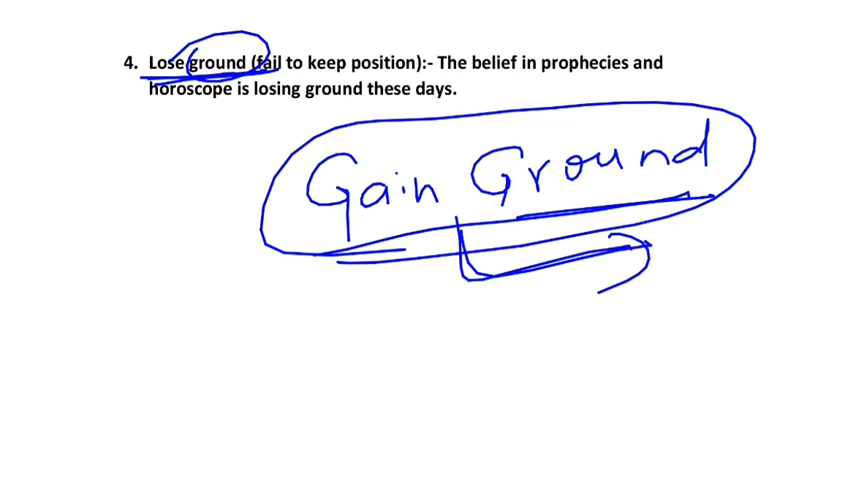 4. Lose ground (fail to keep position):- The belief in prophecies and
horoscope is losing ground these days.
Gain Ground